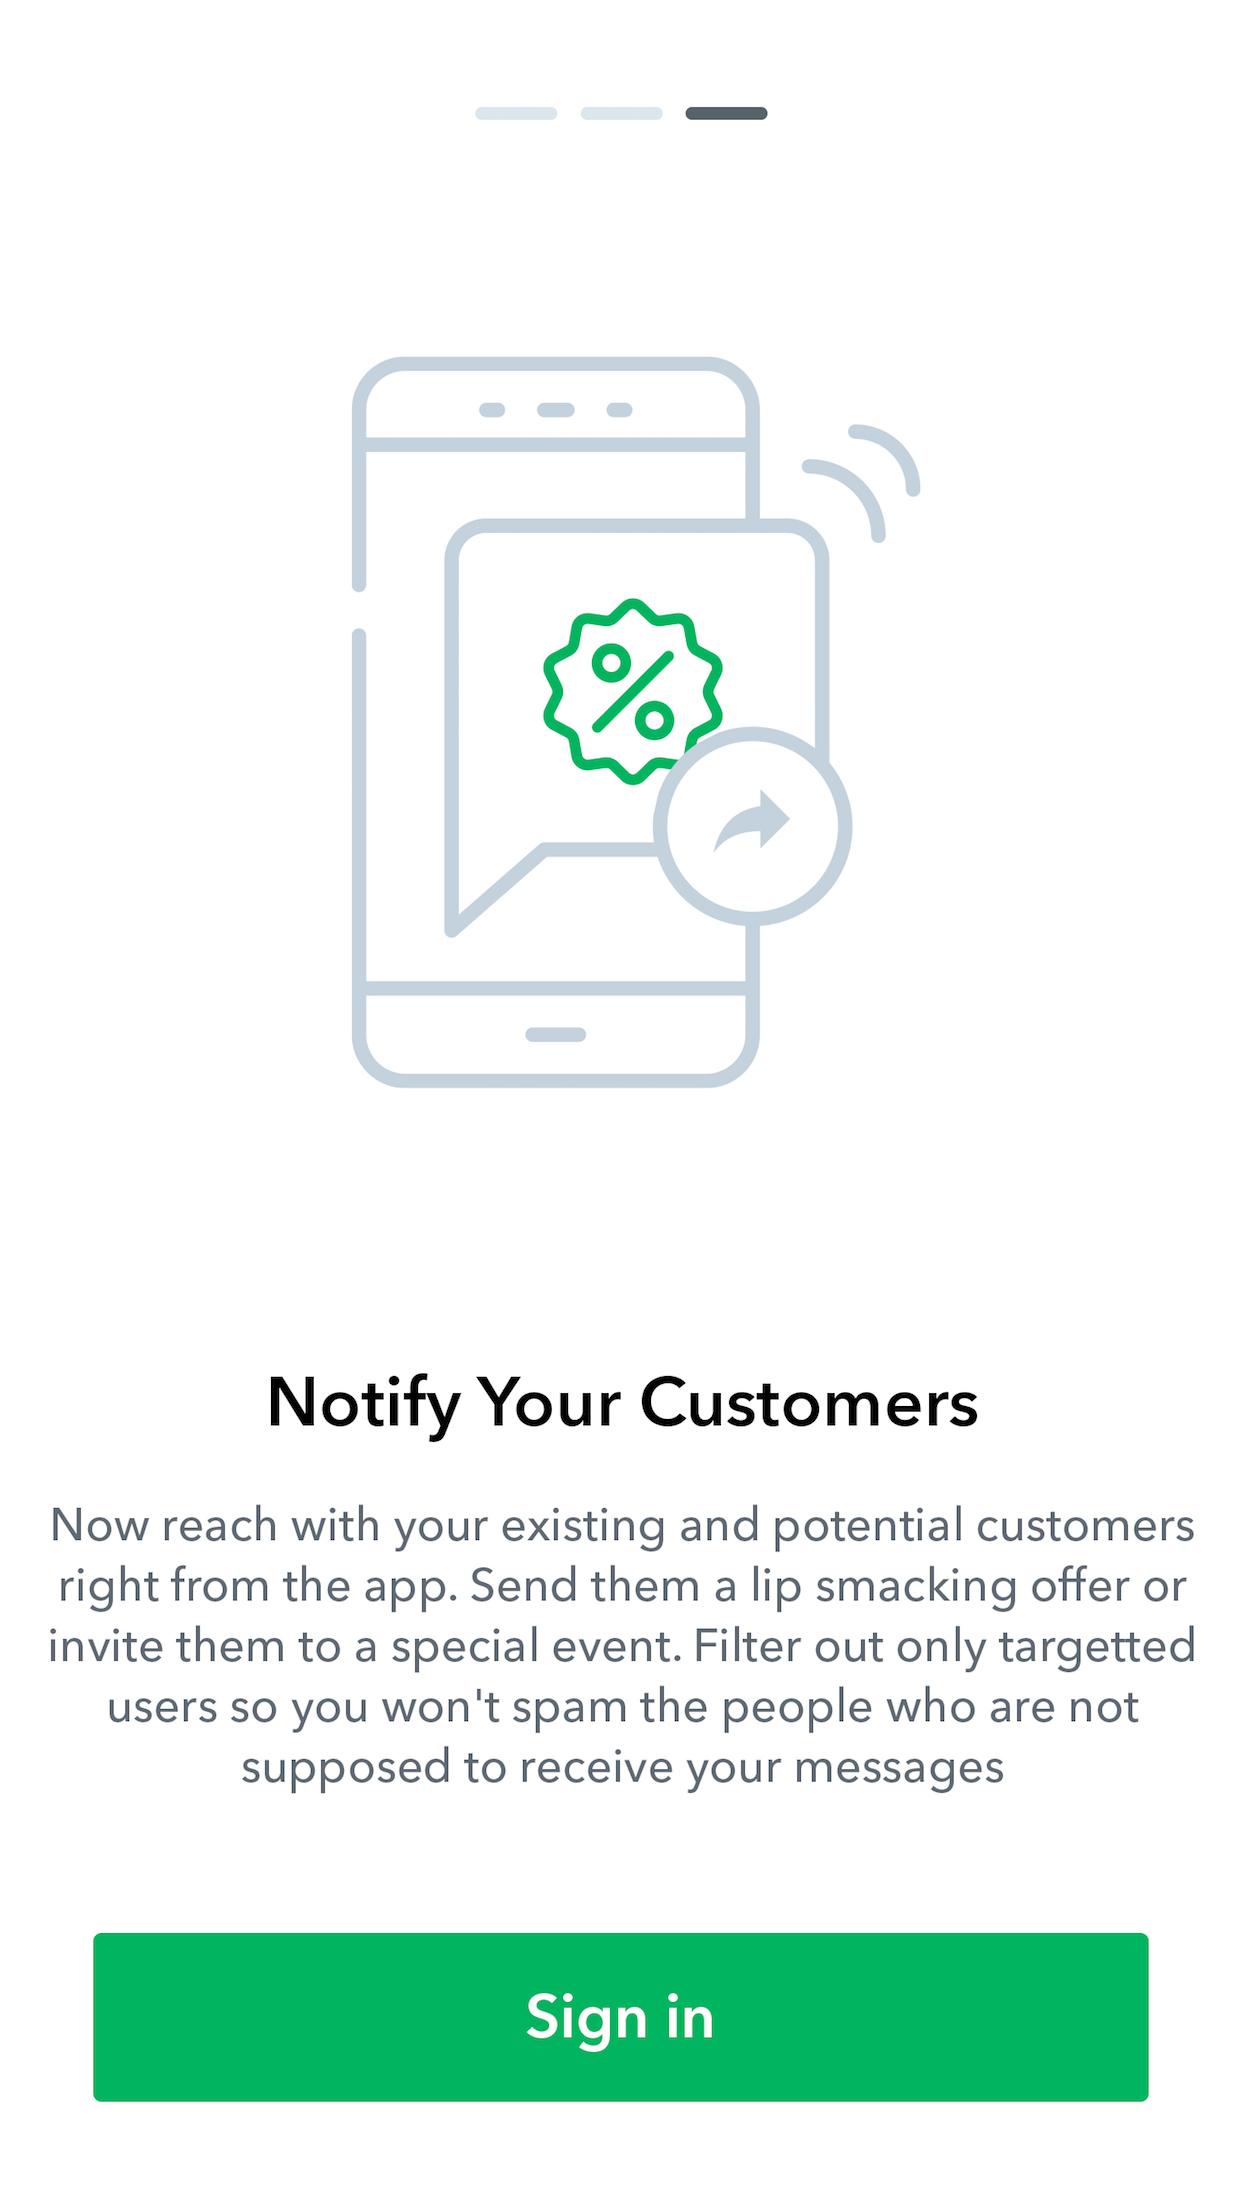 Notify Your Customers
Now reach with your existing and potential customers
right from the app. Send them a lip smacking offer or
invite them to a special event. Filter out only targetted
users so you won't spam the people who are not
supposed to receive your messages
Sign in